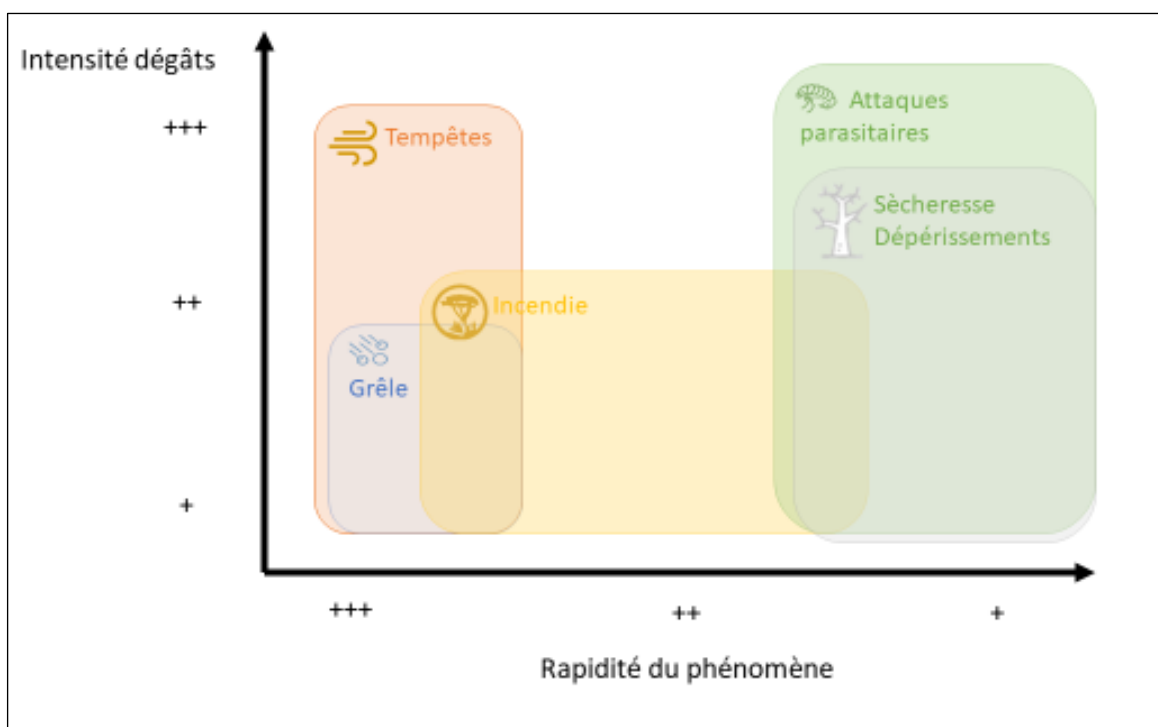 Intensité dégâts
+++
++
+
Tempêtes
Attaques
parasitaires
Sècheresse
Dépérissements
Incendie
Grêle
+++
++
+
Rapidité du phénomène